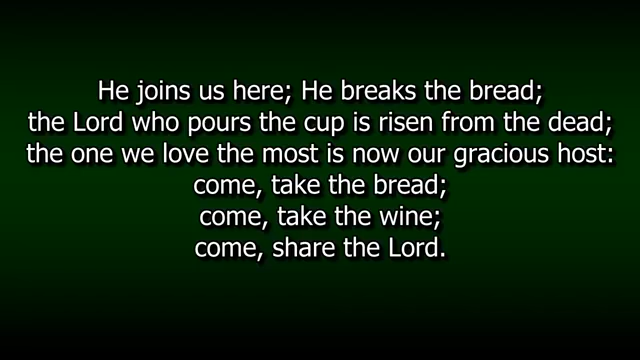 He joins us here; He breaks the bread;
the Lord who pours the cup is risen from the dead;
the one we love the most is now our gracious host:
come, take the bread;
come, take the wine;
come, share the Lord.